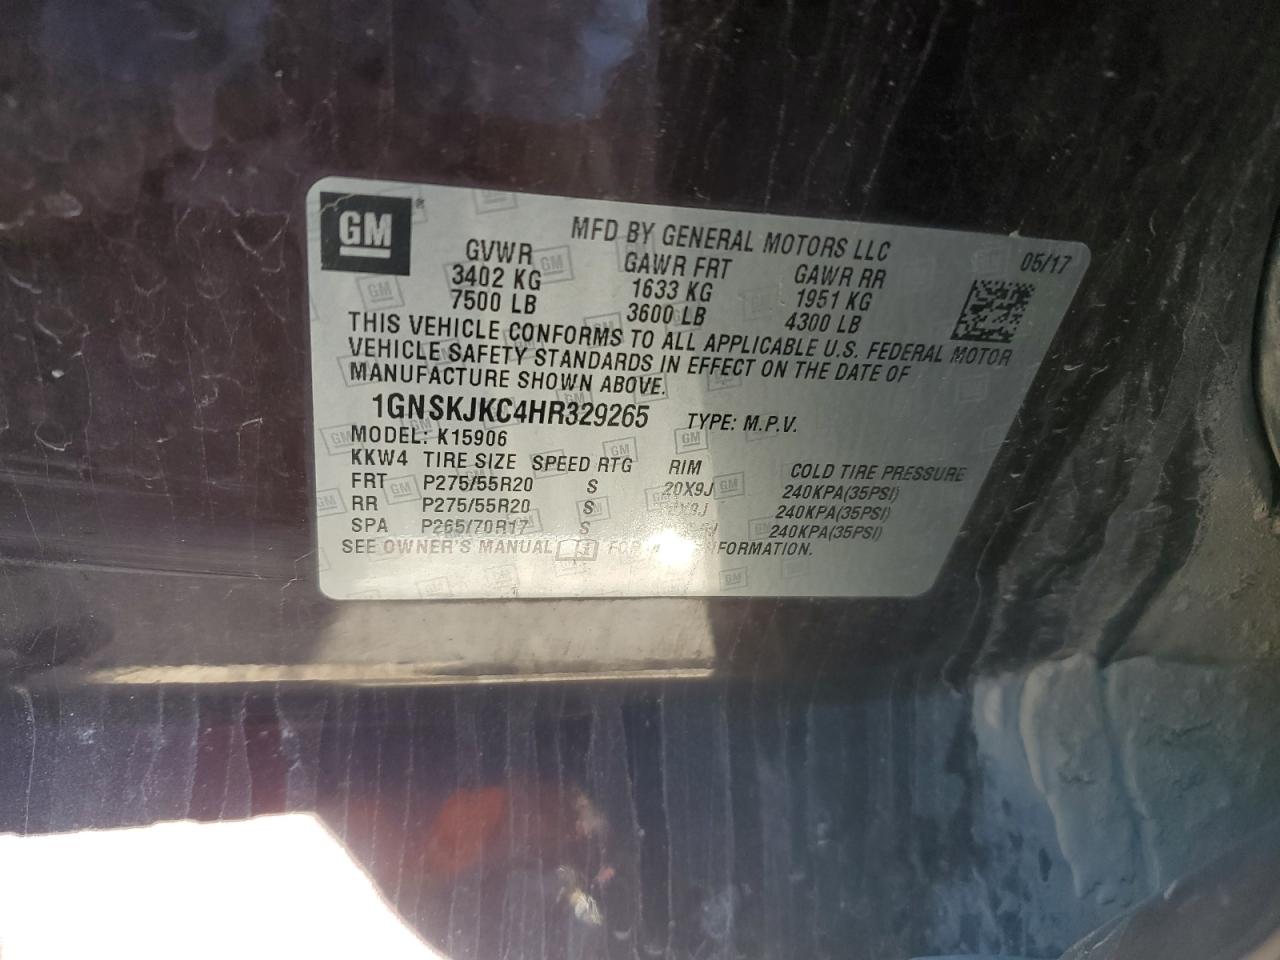 GM ®
MFD BY GENERAL MOTORS LLC
05/17
GVWR GAWR FRT GAWR RR
3402 KG 1633 KG 1951 KG
7500 LB 3600 LB 4300 LB
THIS VEHICLE CONFORMS TO ALL APPLICABLE U.S. FEDERAL MOTOR
VEHICLE SAFETY STANDARDS IN EFFECT ON THE DATE OF
MANUFACTURE SHOWN ABOVE.
1GNSKJKC4HR329265 TYPE: M.P.V.
MODEL: K15906
KKW4 TIRE SIZE SPEED RTG RIM COLD TIRE PRESSURE
FRT P275/55R20 S 20X9J 240KPA(35PSI)
RR P275/55R20 S 240KPA(35PSI)
SPA P265/70R17 S 240KPA(35PSI)
SEE OWNER'S MANUAL FOR INFORMATION.